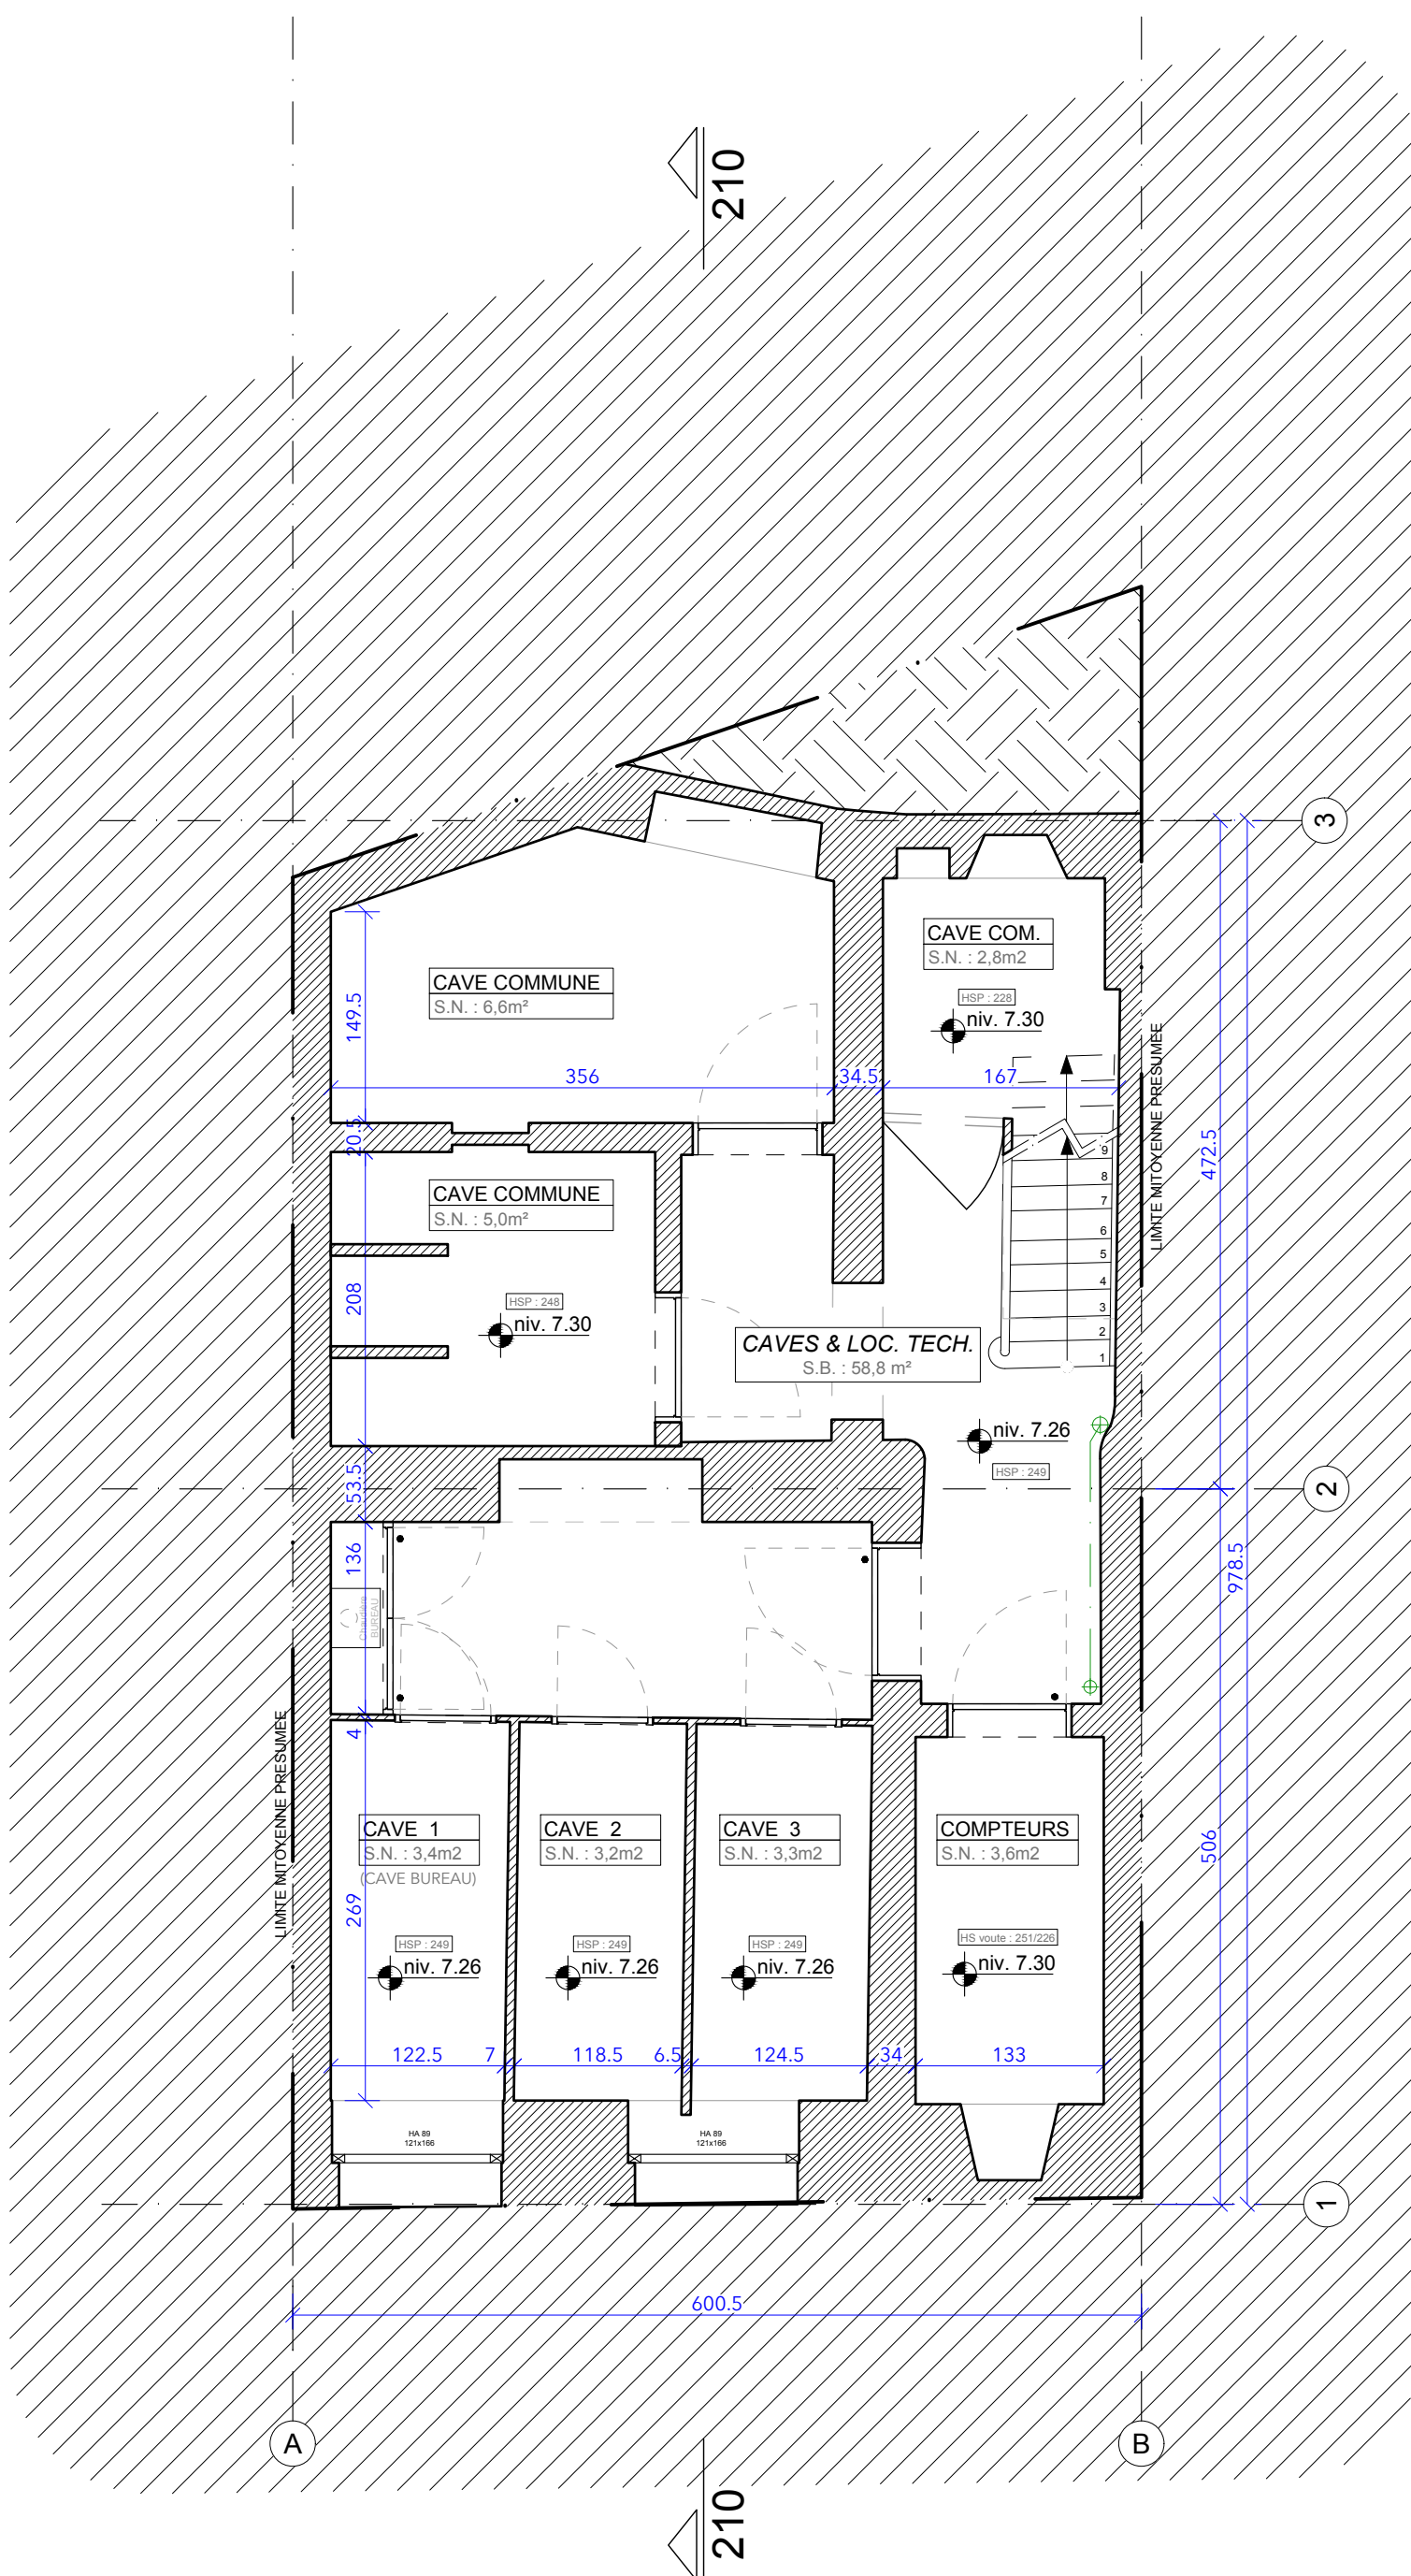 210
3
CAVE COM.
S.N. : 2,8m2
CAVE COMMUNE
S.N. : 6,6m²
HSP : 228
niv. 7.30
149.5
LIMITE MITOYENNE PRESUMEE
356
34.5
167
20.5
472.5
9
8
7
6
5
4
3
2
1
CAVE COMMUNE
S.N. : 5,0m²
208
HSP : 248
niv. 7.30
CAVES & LOC. TECH.
S.B. : 58,8 m²
niv. 7.26
HSP : 249
53.5
2
136
978.5
Chaudière
BUREAU
4
LIMITE MITOYENNE PRESUMEE
CAVE 1
S.N. : 3,4m2
(CAVE BUREAU)
CAVE 2
S.N. : 3,2m2
CAVE 3
S.N. : 3,3m2
COMPTEURS
S.N. : 3,6m2
506
269
HSP : 249
niv. 7.26
HSP : 249
niv. 7.26
HSP : 249
niv. 7.26
HS voute : 251/226
niv. 7.30
122.5
7
118.5
6.5
124.5
34
133
HA 89
121x166
HA 89
121x166
1
600.5
A
B
210